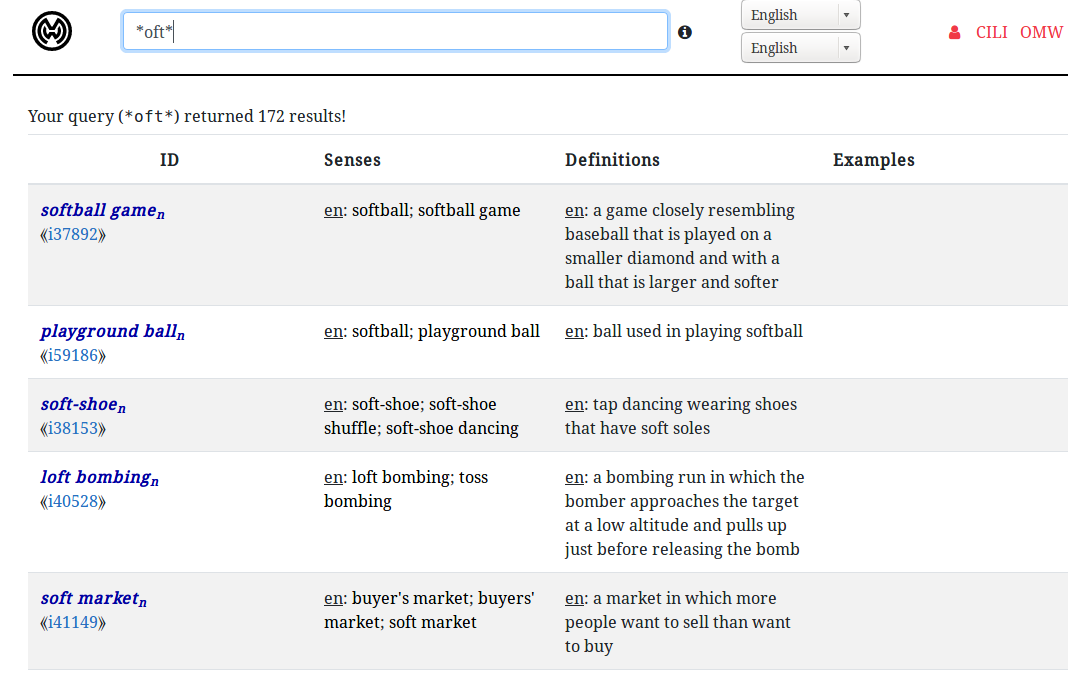 *oft*
English
English
CILI OMW
Your query (*oft*) returned 172 results!
ID Senses Definitions Examples
softball game n
⟪i37892⟫
en: softball; softball game
en: a game closely resembling
baseball that is played on a
smaller diamond and with a
ball that is larger and softer
playground ball n
⟪i59186⟫
en: softball; playground ball
en: ball used in playing softball
soft-shoe n
⟪i38153⟫
en: soft-shoe; soft-shoe
shuffle; soft-shoe dancing
en: tap dancing wearing shoes
that have soft soles
loft bombing n
⟪i40528⟫
en: loft bombing; toss
bombing
en: a bombing run in which the
bomber approaches the target
at a low altitude and pulls up
just before releasing the bomb
soft market n
⟪i41149⟫
en: buyer's market; buyers'
market; soft market
en: a market in which more
people want to sell than want
to buy